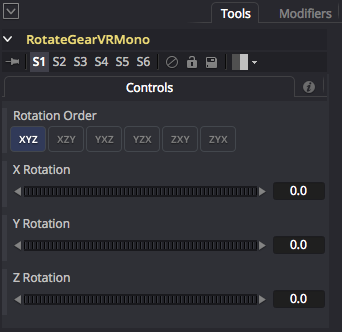 Tools Modifiers
RotateGearVRMono
S1 S2 S3 S4 S5 S6
Controls
Rotation Order
XYZ XZY YXZ YZX ZXY ZYX
X Rotation
0.0
Y Rotation
0.0
Z Rotation
0.0